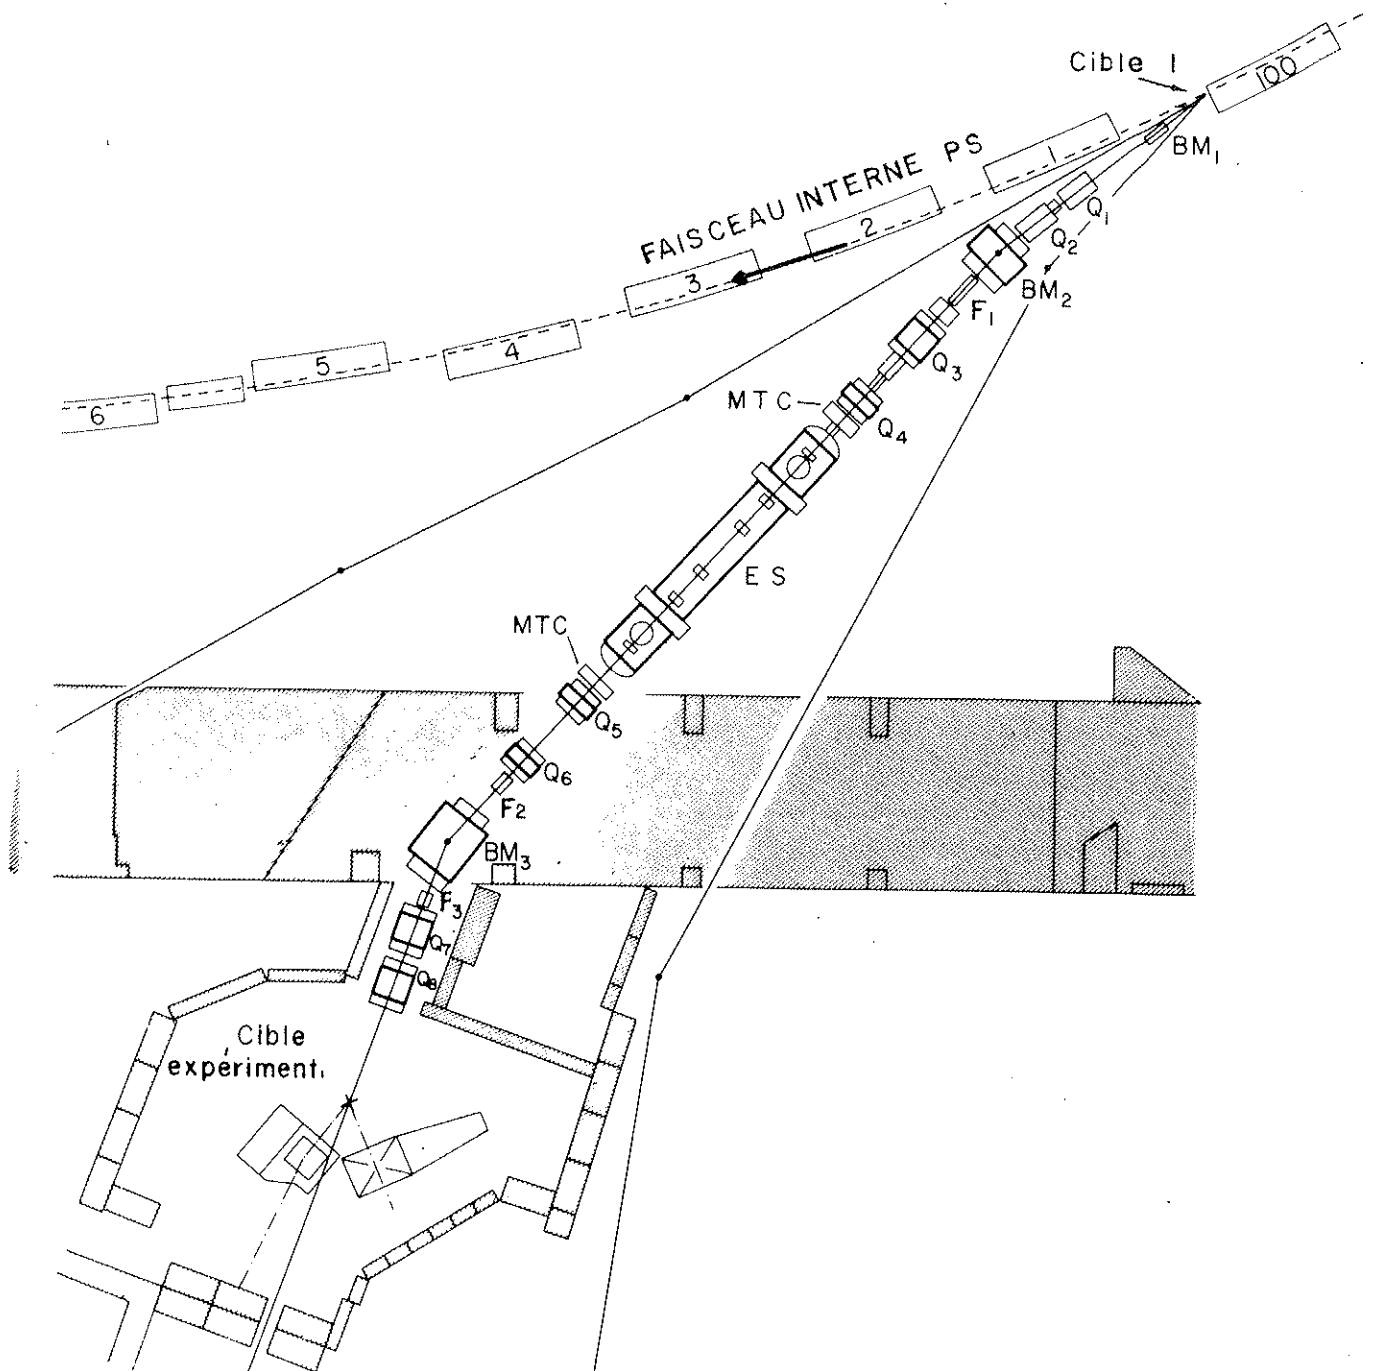 Cible 1
100
BM₁
1
FAISCEAU INTERNE PS
Q₁
2
Q₂
3
BM₂
F₁
4
5
Q₃
6
MTC
Q₄
ES
MTC
Q₅
Q₆
F₂
BM₃
F₃
Q₇
Q₈
Cible
expériment.